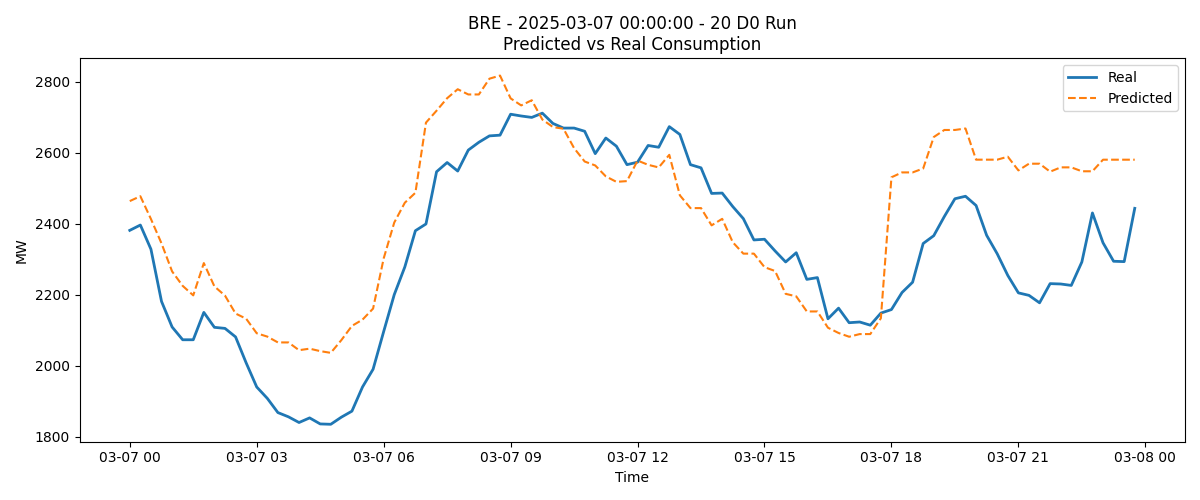 BRE - 2025-03-07 00:00:00 - 20 D0 Run
Predicted vs Real Consumption
Real
Predicted
2800
2600
2400
2200
2000
1800
MW
03-07 00
03-07 03
03-07 06
03-07 09
03-07 12
03-07 15
03-07 18
03-07 21
03-08 00
Time